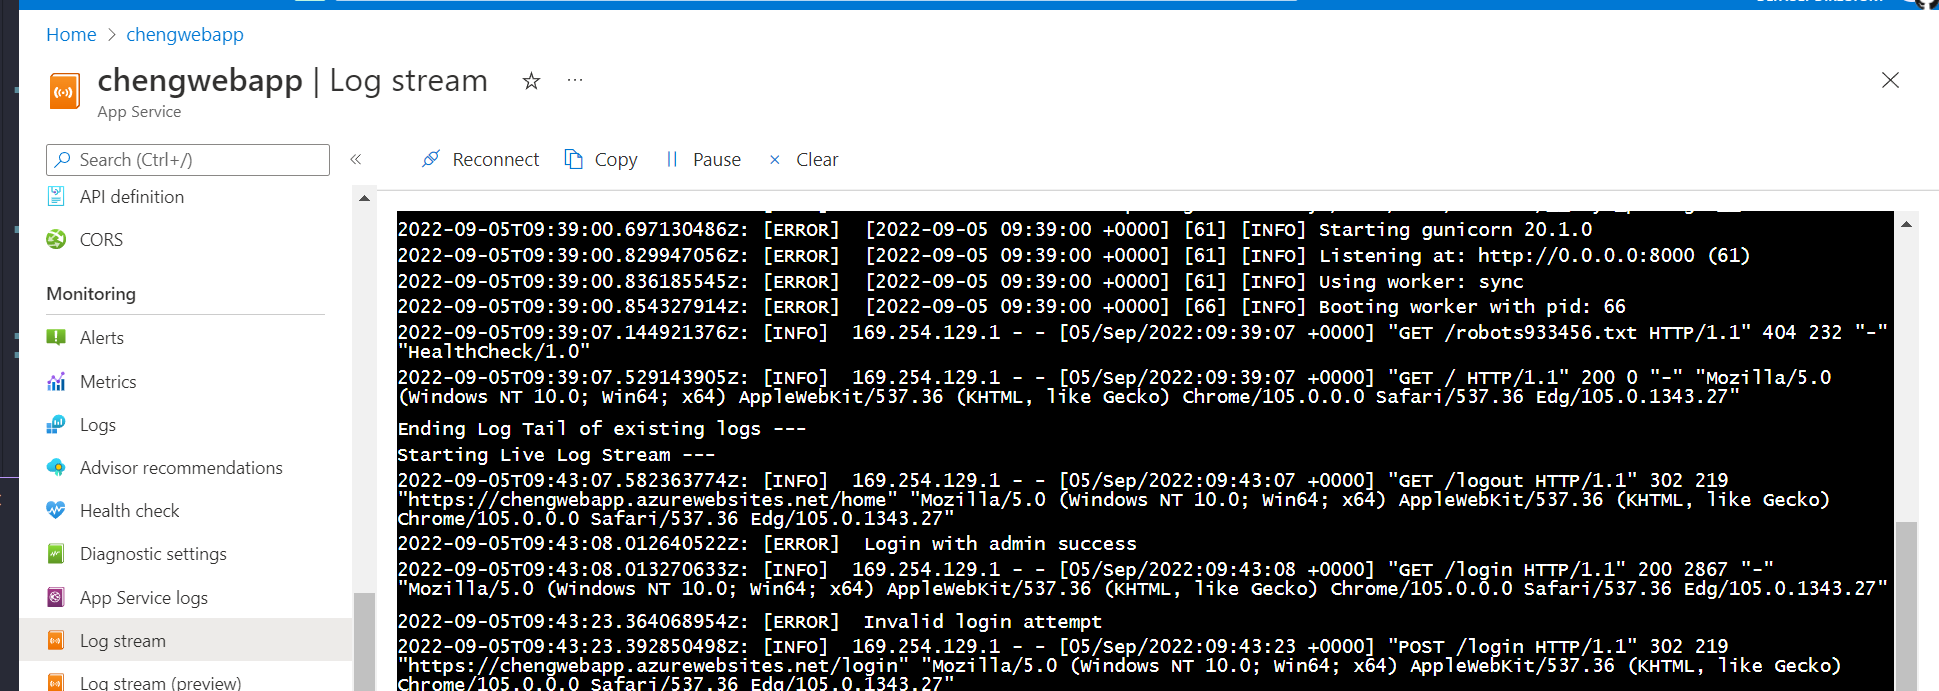 Home > chengwebapp
chengwebapp | Log stream ☆ ···
App Service
Search (Ctrl+/) «
Reconnect Copy Pause Clear
API definition
CORS
Monitoring
Alerts
Metrics
Logs
Advisor recommendations
Health check
Diagnostic settings
App Service logs
Log stream
Log stream (preview)
2022-09-05T09:39:00.697130486Z: [ERROR]  [2022-09-05 09:39:00 +0000] [61] [INFO] Starting gunicorn 20.1.0
2022-09-05T09:39:00.829947056Z: [ERROR]  [2022-09-05 09:39:00 +0000] [61] [INFO] Listening at: http://0.0.0.0:8000 (61)
2022-09-05T09:39:00.836185545Z: [ERROR]  [2022-09-05 09:39:00 +0000] [61] [INFO] Using worker: sync
2022-09-05T09:39:00.854327914Z: [ERROR]  [2022-09-05 09:39:00 +0000] [66] [INFO] Booting worker with pid: 66
2022-09-05T09:39:07.144921376Z: [INFO]  169.254.129.1 - - [05/Sep/2022:09:39:07 +0000] "GET /robots933456.txt HTTP/1.1" 404 232 "-"
"HealthCheck/1.0"
2022-09-05T09:39:07.529143905Z: [INFO]  169.254.129.1 - - [05/Sep/2022:09:39:07 +0000] "GET / HTTP/1.1" 200 0 "-" "Mozilla/5.0
(Windows NT 10.0; Win64; x64) AppleWebKit/537.36 (KHTML, like Gecko) Chrome/105.0.0.0 Safari/537.36 Edg/105.0.1343.27"
Ending Log Tail of existing logs ---
Starting Live Log Stream ---
2022-09-05T09:43:07.582363774Z: [INFO]  169.254.129.1 - - [05/Sep/2022:09:43:07 +0000] "GET /logout HTTP/1.1" 302 219
"https://chengwebapp.azurewebsites.net/home" "Mozilla/5.0 (Windows NT 10.0; Win64; x64) AppleWebKit/537.36 (KHTML, like Gecko)
Chrome/105.0.0.0 Safari/537.36 Edg/105.0.1343.27"
2022-09-05T09:43:08.012640522Z: [ERROR]  Login with admin success
2022-09-05T09:43:08.013270633Z: [INFO]  169.254.129.1 - - [05/Sep/2022:09:43:08 +0000] "GET /login HTTP/1.1" 200 2867 "-"
"Mozilla/5.0 (Windows NT 10.0; Win64; x64) AppleWebKit/537.36 (KHTML, like Gecko) Chrome/105.0.0.0 Safari/537.36 Edg/105.0.1343.27"
2022-09-05T09:43:23.364068954Z: [ERROR]  Invalid login attempt
2022-09-05T09:43:23.392850498Z: [INFO]  169.254.129.1 - - [05/Sep/2022:09:43:23 +0000] "POST /login HTTP/1.1" 302 219
"https://chengwebapp.azurewebsites.net/login" "Mozilla/5.0 (Windows NT 10.0; Win64; x64) AppleWebKit/537.36 (KHTML, like Gecko)
Chrome/105.0.0.0 Safari/537.36 Edg/105.0.1343.27"